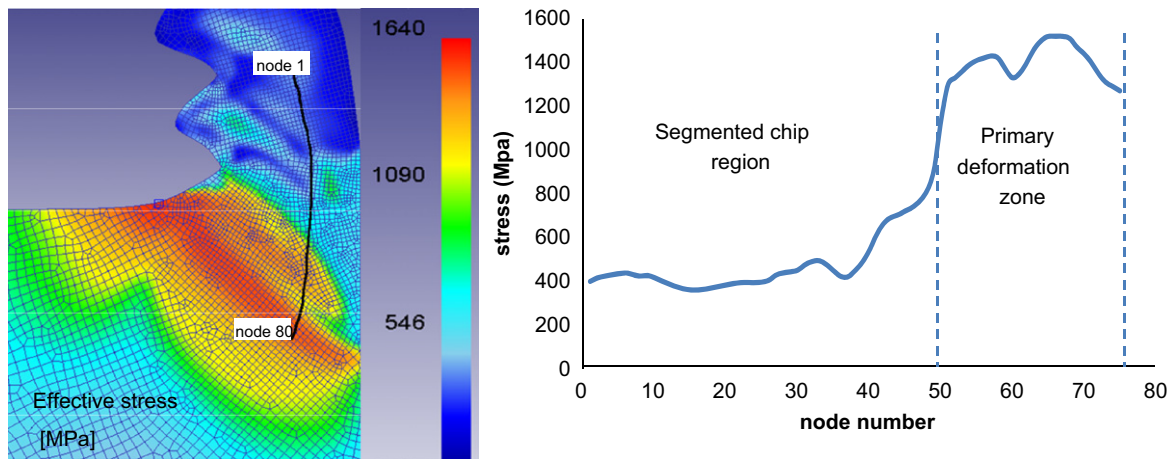 node 1
node 80
Effective stress
[MPa]
1640
1090
546
1600
1400
1200
1000
800
600
400
200
0
stress (Mpa)
Segmented chip
region
Primary
deformation
zone
0 10 20 30 40 50 60 70 80
node number